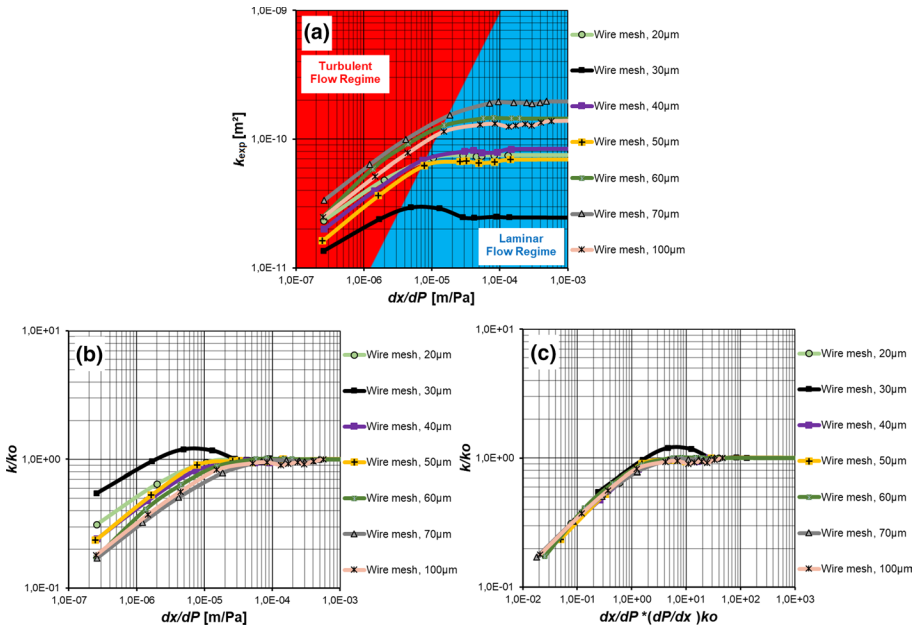 (a)
1,0E-09
1,0E-10
1,0E-11
k exp [m²]
Turbulent
Flow Regime
Laminar
Flow Regime
1,0E-07 1,0E-06 1,0E-05 1,0E-04 1,0E-03
dx/dP [m/Pa]
Wire mesh, 20µm
Wire mesh, 30µm
Wire mesh, 40µm
Wire mesh, 50µm
Wire mesh, 60µm
Wire mesh, 70µm
Wire mesh, 100µm
(b)
1,0E+01
1,0E+00
1,0E-01
k/ko
1,0E-07 1,0E-06 1,0E-05 1,0E-04 1,0E-03
dx/dP [m/Pa]
Wire mesh, 20µm
Wire mesh, 30µm
Wire mesh, 40µm
Wire mesh, 50µm
Wire mesh, 60µm
Wire mesh, 70µm
Wire mesh, 100µm
(c)
1,0E+01
1,0E+00
1,0E-01
k/ko
1,0E-02 1,0E-01 1,0E+00 1,0E+01 1,0E+02 1,0E+03
dx/dP *(dP/dx )ko
Wire mesh, 20µm
Wire mesh, 30µm
Wire mesh, 40µm
Wire mesh, 50µm
Wire mesh, 60µm
Wire mesh, 70µm
Wire mesh, 100µm